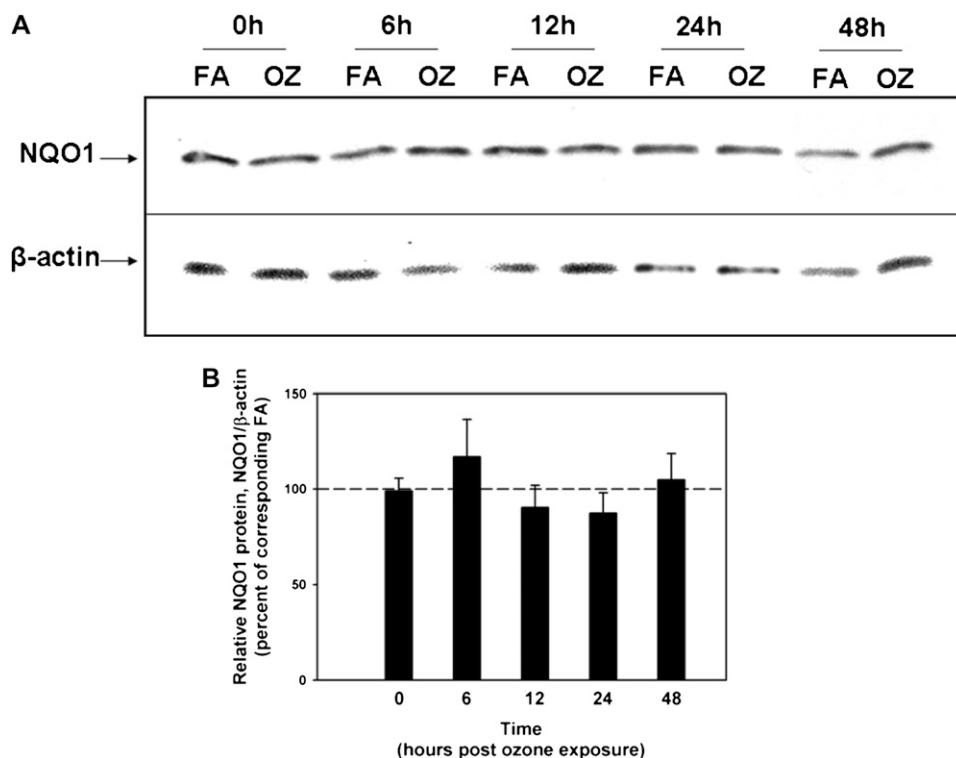 A
0h 6h 12h 24h 48h
FA OZ FA OZ FA OZ FA OZ FA OZ
NQO1
β-actin
B
Relative NQO1 protein, NQO1/β-actin
(percent of corresponding FA)
150
100
50
0
0 6 12 24 48
Time
(hours post ozone exposure)